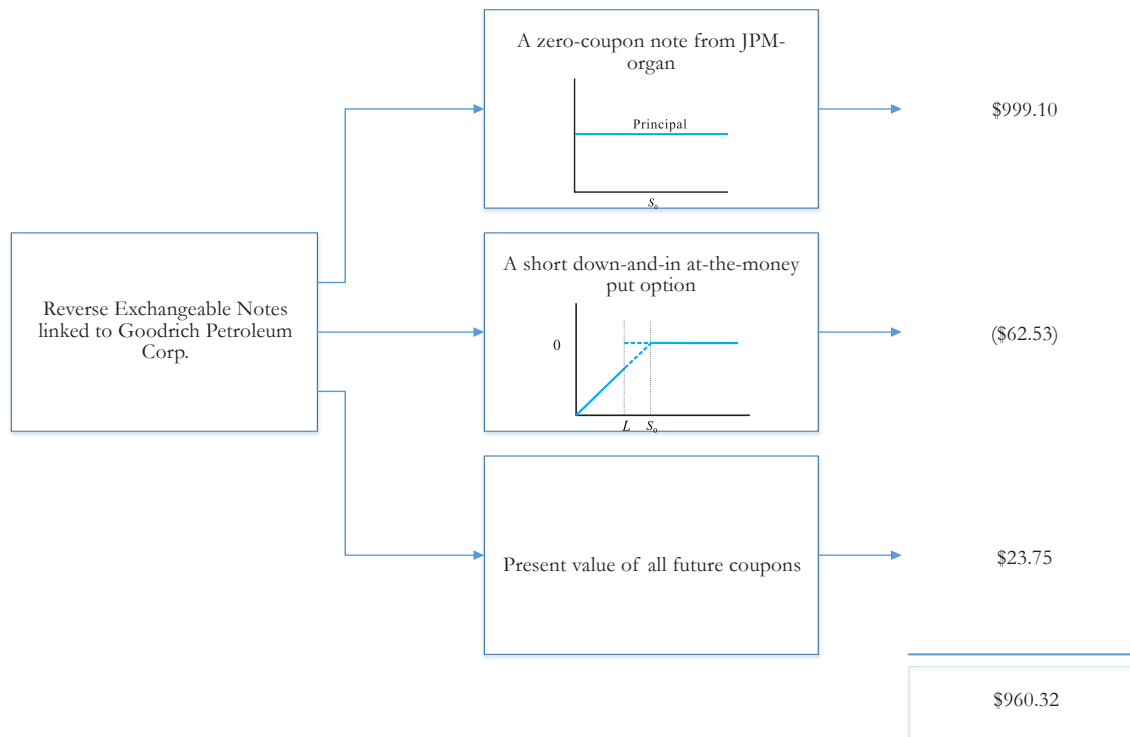 A zero-coupon note from JPM-
organ
Principal
S₀
$999.10
Reverse Exchangeable Notes
linked to Goodrich Petroleum
Corp.
A short down-and-in at-the-money
put option
0
L S₀
($62.53)
Present value of all future coupons
$23.75
$960.32